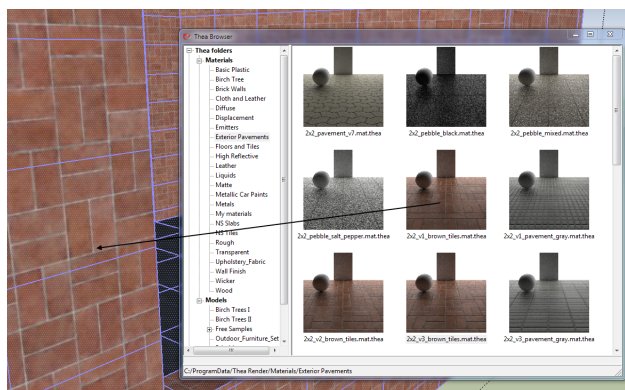 Thea Browser
Thea folders
Materials
Basic Plastic
Birch Tree
Brick Walls
Cloth and Leather
Diffuse
Displacement
Emitters
Exterior Pavements
Floors and Tiles
High Reflective
Leather
Liquids
Matte
Metallic Car Paints
Metals
My materials
NS Slabs
NS Tiles
Rough
Transparent
Upholstery_Fabric
Wall Finish
Wicker
Wood
Models
Birch Trees I
Birch Trees II
Free Samples
Outdoor_Furniture_Set
2x2_pavement_v7.mat.thea
2x2_pebble_black.mat.thea
2x2_pebble_mixed.mat.thea
2x2_pebble_salt_pepper.mat.thea
2x2_v1_brown_tiles.mat.thea
2x2_v1_pavement_gray.mat.thea
2x2_v2_brown_tiles.mat.thea
2x2_v3_brown_tiles.mat.thea
2x2_v3_pavement_gray.mat.thea
C:/ProgramData/Thea Render/Materials/Exterior Pavements